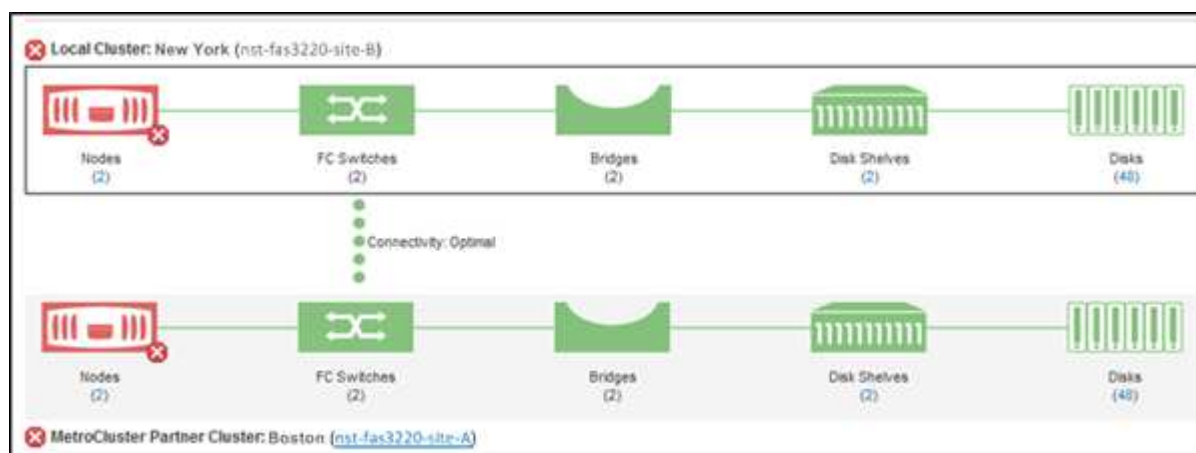 Local Cluster: New York (nst-fas3220-site-B)
Nodes FC Switches Bridges Disk Shelves Disks
(2) (2) (2) (2) (48)
Connectivity: Optimal
Nodes FC Switches Bridges Disk Shelves Disks
(2) (2) (2) (2) (48)
MetroCluster Partner Cluster: Boston (nst-fas3220-site-A)